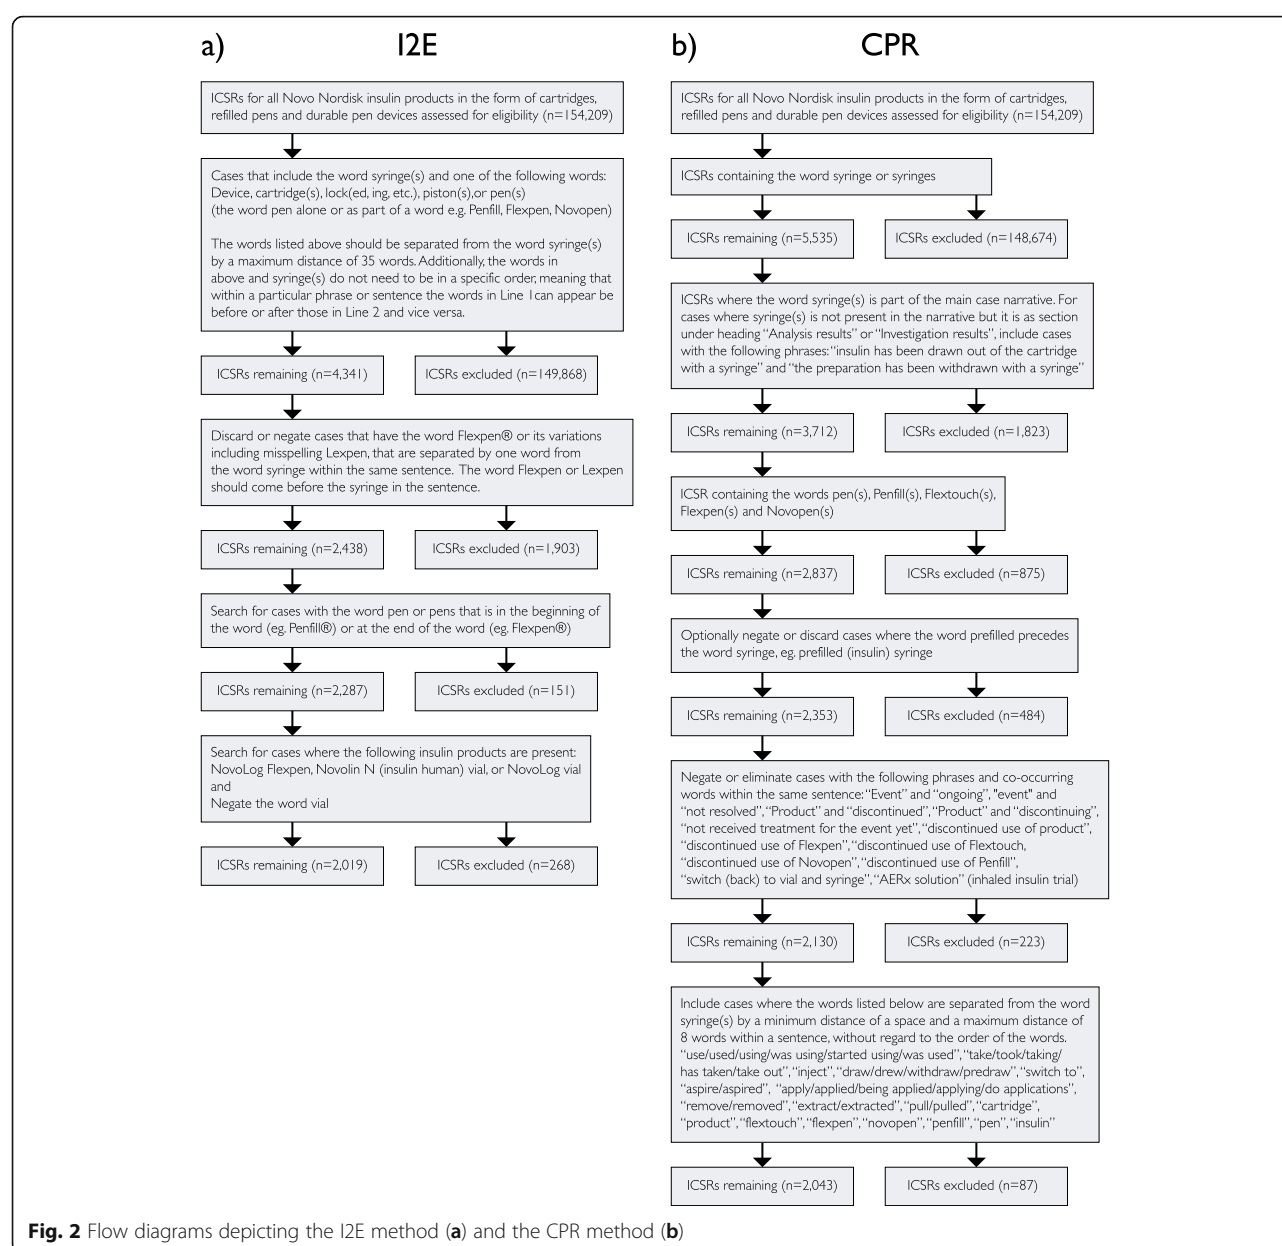 a) I2E
ICSRs for all Novo Nordisk insulin products in the form of cartridges,
refilled pens and durable pen devices assessed for eligibility (n=154,209)
Cases that include the word syringe(s) and one of the following words:
Device, cartridge(s), lock(ed, ing, etc.), piston(s),or pen(s)
(the word pen alone or as part of a word e.g. Penfill, Flexpen, Novopen)
The words listed above should be separated from the word syringe(s)
by a maximum distance of 35 words. Additionally, the words in
above and syringe(s) do not need to be in a specific order, meaning that
within a particular phrase or sentence the words in Line 1can appear be
before or after those in Line 2 and vice versa.
ICSRs remaining (n=4,341)
ICSRs excluded (n=149,868)
Discard or negate cases that have the word Flexpen® or its variations
including misspelling Lexpen, that are separated by one word from
the word syringe within the same sentence. The word Flexpen or Lexpen
should come before the syringe in the sentence.
ICSRs remaining (n=2,438)
ICSRs excluded (n=1,903)
Search for cases with the word pen or pens that is in the beginning of
the word (eg. Penfill®) or at the end of the word (eg. Flexpen®)
ICSRs remaining (n=2,287)
ICSRs excluded (n=151)
Search for cases where the following insulin products are present:
NovoLog Flexpen, Novolin N (insulin human) vial, or NovoLog vial
and
Negate the word vial
ICSRs remaining (n=2,019)
ICSRs excluded (n=268)
b) CPR
ICSRs for all Novo Nordisk insulin products in the form of cartridges,
refilled pens and durable pen devices assessed for eligibility (n=154,209)
ICSRs containing the word syringe or syringes
ICSRs remaining (n=5,535)
ICSRs excluded (n=148,674)
ICSRs where the word syringe(s) is part of the main case narrative. For
cases where syringe(s) is not present in the narrative but it is as section
under heading “Analysis results” or “Investigation results”, include cases
with the following phrases: “insulin has been drawn out of the cartridge
with a syringe” and “the preparation has been withdrawn with a syringe”
ICSRs remaining (n=3,712)
ICSRs excluded (n=1,823)
ICSR containing the words pen(s), Penfill(s), Flextouch(s),
Flexpen(s) and Novopen(s)
ICSRs remaining (n=2,837)
ICSRs excluded (n=875)
Optionally negate or discard cases where the word prefilled precedes
the word syringe, eg. prefilled (insulin) syringe
ICSRs remaining (n=2,353)
ICSRs excluded (n=484)
Negate or eliminate cases with the following phrases and co-occurring
words within the same sentence: “Event” and “ongoing”, "event" and
“not resolved”, “Product” and “discontinued”, “Product” and “discontinuing”,
“not received treatment for the event yet”, “discontinued use of product”,
“discontinued use of Flexpen”, “discontinued use of Flextouch,
“discontinued use of Novopen”, “discontinued use of Penfill”,
“switch (back) to vial and syringe”, “AERx solution” (inhaled insulin trial)
ICSRs remaining (n=2,130)
ICSRs excluded (n=223)
Include cases where the words listed below are separated from the word
syringe(s) by a minimum distance of a space and a maximum distance of
8 words within a sentence, without regard to the order of the words.
“use/used/using/was using/started using/was used”, “take/took/taking/
has taken/take out”, “inject”, “draw/drew/withdraw/predraw”, “switch to”,
“aspire/aspired”, “apply/applied/being applied/applying/do applications”,
“remove/removed”, “extract/extracted”, “pull/pulled”, “cartridge”,
“product”, “flextouch”, “flexpen”, “novopen”, “penfill”, “pen”, “insulin”
ICSRs remaining (n=2,043)
ICSRs excluded (n=87)
Fig. 2 Flow diagrams depicting the I2E method (a) and the CPR method (b)